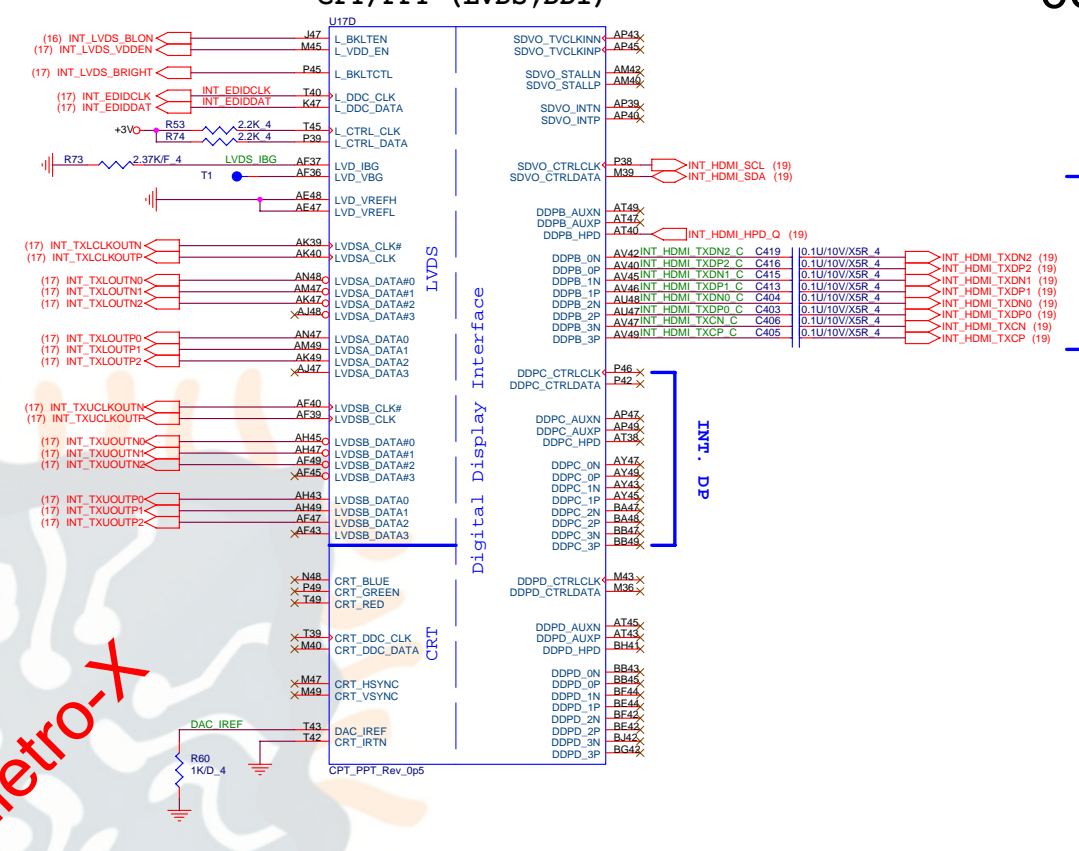 CPT/PPT (LVDS,DDI)
U17D
(16) INT_LVDS_BLON J47 L_BKLTEN
(17) INT_LVDS_VDDEN M45 L_VDD_EN
(17) INT_LVDS_BRIGHT P45 L_BKLTCTL
(17) INT_EDIDCLK INT_EDIDCLK T40 L_DDC_CLK
(17) INT_EDIDDAT INT_EDIDDAT K47 L_DDC_DATA
+3V R53 2.2K_4 T45 L_CTRL_CLK
R74 2.2K_4 P39 L_CTRL_DATA
R73 2.37K/F_4 LVDS_IBG AF37 LVD_IBG
T1 AF36 LVD_VBG
AE48 LVD_VREFH
AE47 LVD_VREFL
(17) INT_TXLCLKOUTN AK39 LVDSA_CLK#
(17) INT_TXLCLKOUTP AK40 LVDSA_CLK
(17) INT_TXLOUTN0 AN48 LVDSA_DATA#0
(17) INT_TXLOUTN1 AM47 LVDSA_DATA#1
(17) INT_TXLOUTN2 AK47 LVDSA_DATA#2
AJ48 LVDSA_DATA#3
(17) INT_TXLOUTP0 AN47 LVDSA_DATA0
(17) INT_TXLOUTP1 AM49 LVDSA_DATA1
(17) INT_TXLOUTP2 AK49 LVDSA_DATA2
AJ47 LVDSA_DATA3
(17) INT_TXUCLKOUTN AF40 LVDSB_CLK#
(17) INT_TXUCLKOUTP AF39 LVDSB_CLK
(17) INT_TXUOUTN0 AH45 LVDSB_DATA#0
(17) INT_TXUOUTN1 AH47 LVDSB_DATA#1
(17) INT_TXUOUTN2 AF49 LVDSB_DATA#2
AF45 LVDSB_DATA#3
(17) INT_TXUOUTP0 AH43 LVDSB_DATA0
(17) INT_TXUOUTP1 AH49 LVDSB_DATA1
(17) INT_TXUOUTP2 AF47 LVDSB_DATA2
AF43 LVDSB_DATA3
N48 CRT_BLUE
P49 CRT_GREEN
T49 CRT_RED
T39 CRT_DDC_CLK
M40 CRT_DDC_DATA
M47 CRT_HSYNC
M49 CRT_VSYNC
DAC_IREF T43 DAC_IREF
T42 CRT_IRTN
R60
1K/D_4
CPT_PPT_Rev_0p5
LVDS
CRT
Digital Display Interface
SDVO_TVCLKINN AP43
SDVO_TVCLKINP AP45
SDVO_STALLN AM42
SDVO_STALLP AM40
SDVO_INTN AP39
SDVO_INTP AP40
SDVO_CTRLCLK P38 INT_HDMI_SCL (19)
SDVO_CTRLDATA M39 INT_HDMI_SDA (19)
DDPB_AUXN AT49
DDPB_AUXP AT47
DDPB_HPD AT40 INT_HDMI_HPD_Q (19)
DDPB_0N AV42 INT_HDMI_TXDN2_C C419 0.1U/10V/X5R_4 INT_HDMI_TXDN2 (19)
DDPB_0P AV40 INT_HDMI_TXDP2_C C416 0.1U/10V/X5R_4 INT_HDMI_TXDP2 (19)
DDPB_1N AV45 INT_HDMI_TXDN1_C C415 0.1U/10V/X5R_4 INT_HDMI_TXDN1 (19)
DDPB_1P AV46 INT_HDMI_TXDP1_C C413 0.1U/10V/X5R_4 INT_HDMI_TXDP1 (19)
DDPB_2N AU48 INT_HDMI_TXDN0_C C404 0.1U/10V/X5R_4 INT_HDMI_TXDN0 (19)
DDPB_2P AU47 INT_HDMI_TXDP0_C C403 0.1U/10V/X5R_4 INT_HDMI_TXDP0 (19)
DDPB_3N AV47 INT_HDMI_TXCN_C C406 0.1U/10V/X5R_4 INT_HDMI_TXCN (19)
DDPB_3P AV49 INT_HDMI_TXCP_C C405 0.1U/10V/X5R_4 INT_HDMI_TXCP (19)
DDPC_CTRLCLK P46
DDPC_CTRLDATA P42
DDPC_AUXN AP47
DDPC_AUXP AP49
DDPC_HPD AT38
DDPC_0N AY47
DDPC_0P AY49
DDPC_1N AY43
DDPC_1P AY45
DDPC_2N BA47
DDPC_2P BA48
DDPC_3N BB47
DDPC_3P BB49
INT. DP
DDPD_CTRLCLK M43
DDPD_CTRLDATA M36
DDPD_AUXN AT45
DDPD_AUXP AT43
DDPD_HPD BH41
DDPD_0N BB43
DDPD_0P BB45
DDPD_1N BF44
DDPD_1P BE44
DDPD_2N BF42
DDPD_2P BE42
DDPD_3N BJ42
DDPD_3P BG42
etro-X